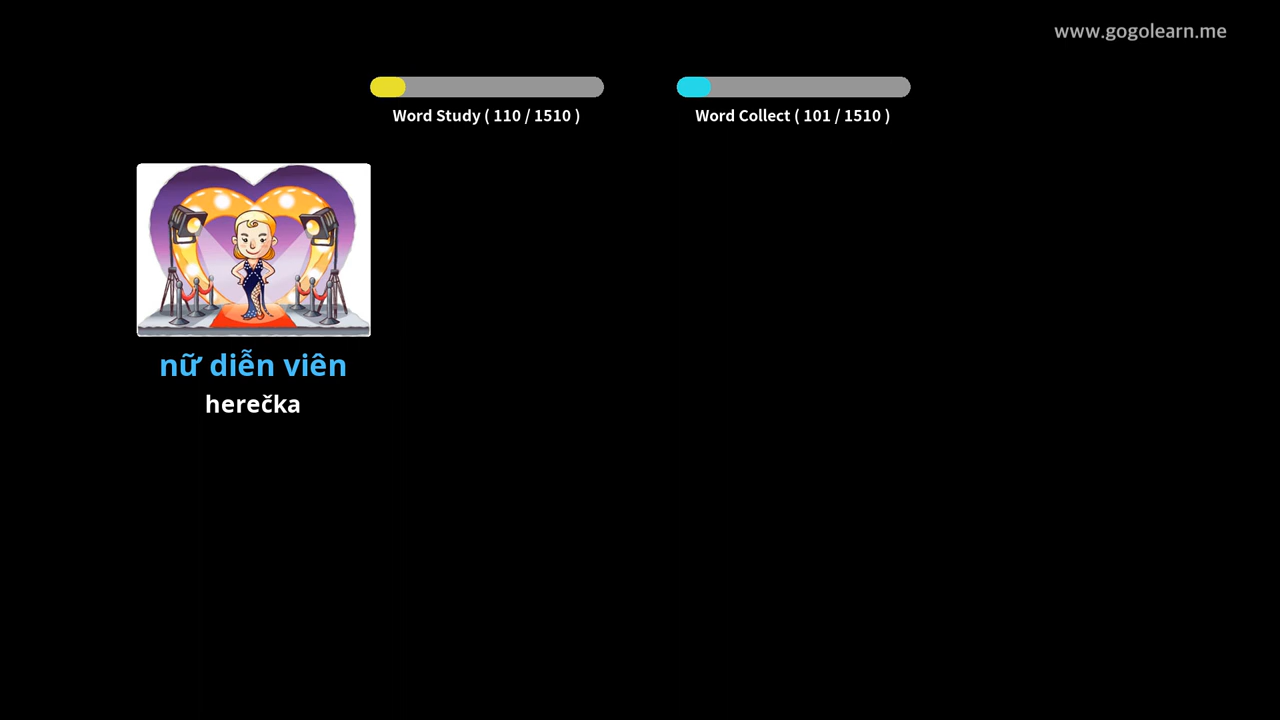 www.gogolearn.me
Word Study ( 110 / 1510 )
Word Collect ( 101 / 1510 )
nữ diễn viên
herečka